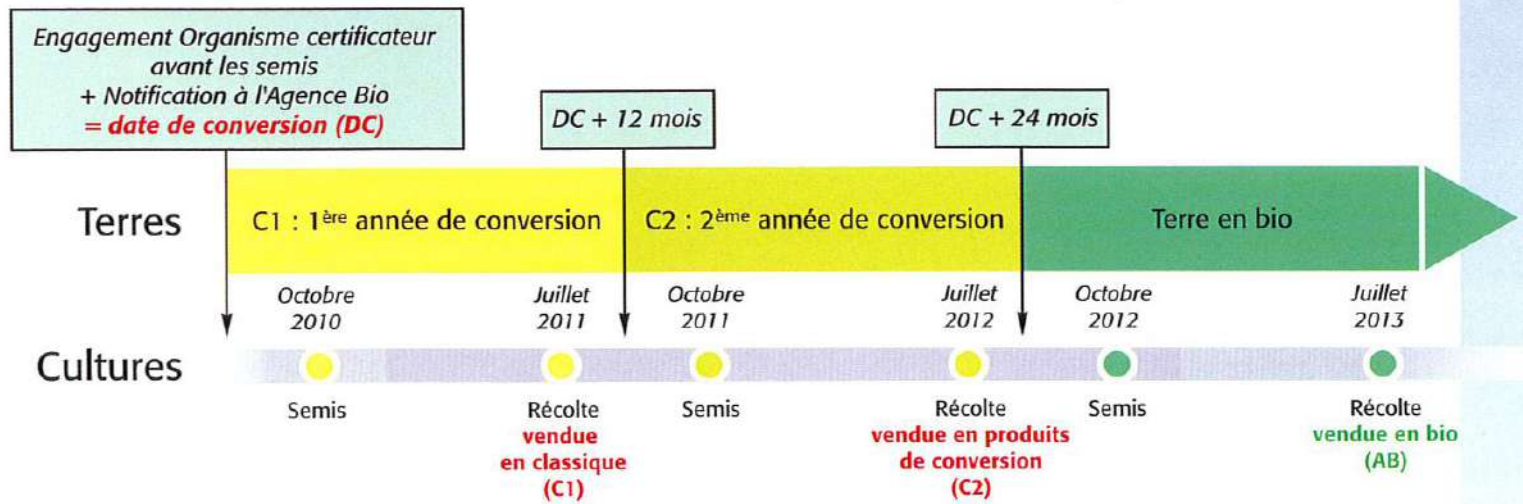 Engagement Organisme certificateur
avant les semis
+ Notification à l'Agence Bio
= date de conversion (DC)
DC + 12 mois
DC + 24 mois
Terres
C1 : 1ère année de conversion
C2 : 2ème année de conversion
Terre en bio
Octobre
2010
Juillet
2011
Octobre
2011
Juillet
2012
Octobre
2012
Juillet
2013
Cultures
Semis
Récolte
vendue
en classique
(C1)
Semis
Récolte
vendue en produits
de conversion
(C2)
Semis
Récolte
vendue en bio
(AB)